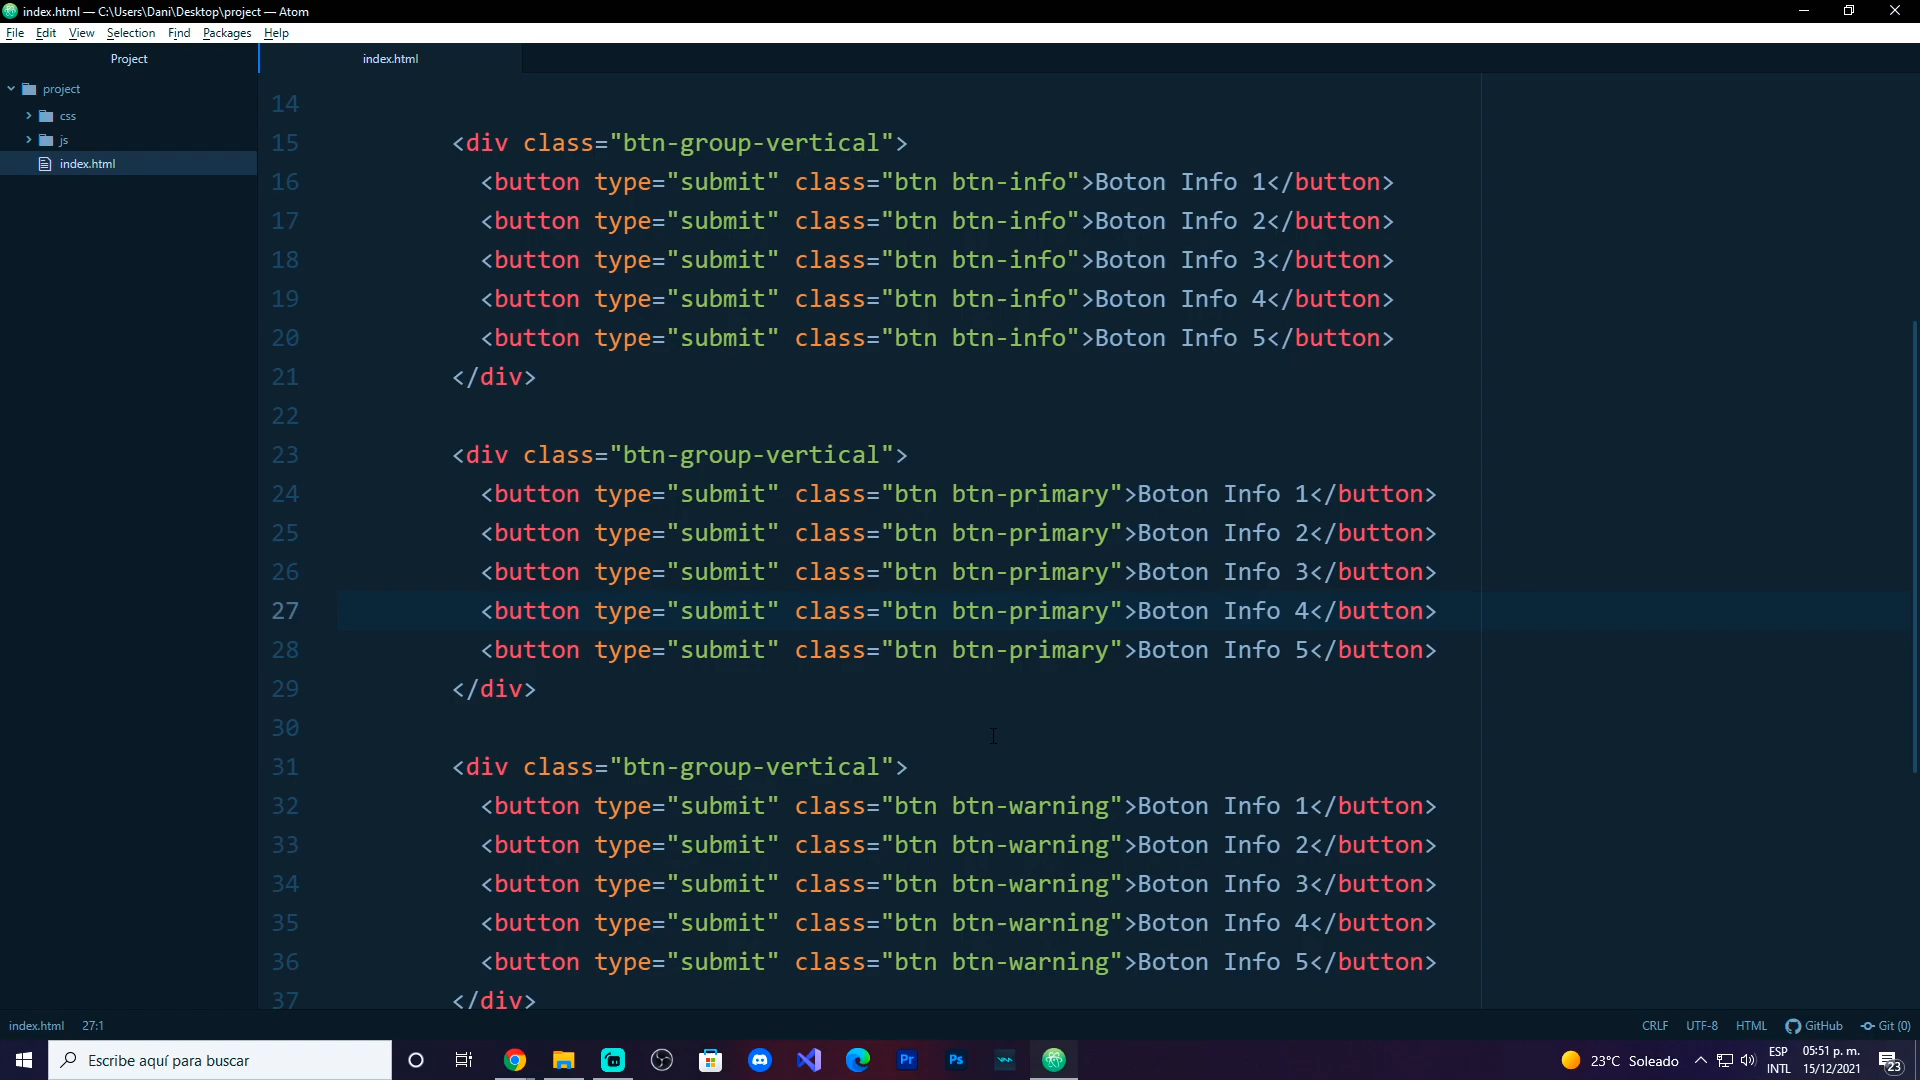 index.html — C:\Users\Dani\Desktop\project — Atom
File Edit View Selection Find Packages Help
Project
index.html
project
css
js
index.html
14
15 <div class="btn-group-vertical">
16 <button type="submit" class="btn btn-info">Boton Info 1</button>
17 <button type="submit" class="btn btn-info">Boton Info 2</button>
18 <button type="submit" class="btn btn-info">Boton Info 3</button>
19 <button type="submit" class="btn btn-info">Boton Info 4</button>
20 <button type="submit" class="btn btn-info">Boton Info 5</button>
21 </div>
22
23 <div class="btn-group-vertical">
24 <button type="submit" class="btn btn-primary">Boton Info 1</button>
25 <button type="submit" class="btn btn-primary">Boton Info 2</button>
26 <button type="submit" class="btn btn-primary">Boton Info 3</button>
27 <button type="submit" class="btn btn-primary">Boton Info 4</button>
28 <button type="submit" class="btn btn-primary">Boton Info 5</button>
29 </div>
30
31 <div class="btn-group-vertical">
32 <button type="submit" class="btn btn-warning">Boton Info 1</button>
33 <button type="submit" class="btn btn-warning">Boton Info 2</button>
34 <button type="submit" class="btn btn-warning">Boton Info 3</button>
35 <button type="submit" class="btn btn-warning">Boton Info 4</button>
36 <button type="submit" class="btn btn-warning">Boton Info 5</button>
37 </div>
index.html 27:1 CRLF UTF-8 HTML GitHub Git (0)
Escribe aquí para buscar
Pr
Ps
23°C Soleado
ESP
INTL
05:51 p. m.
15/12/2021
23